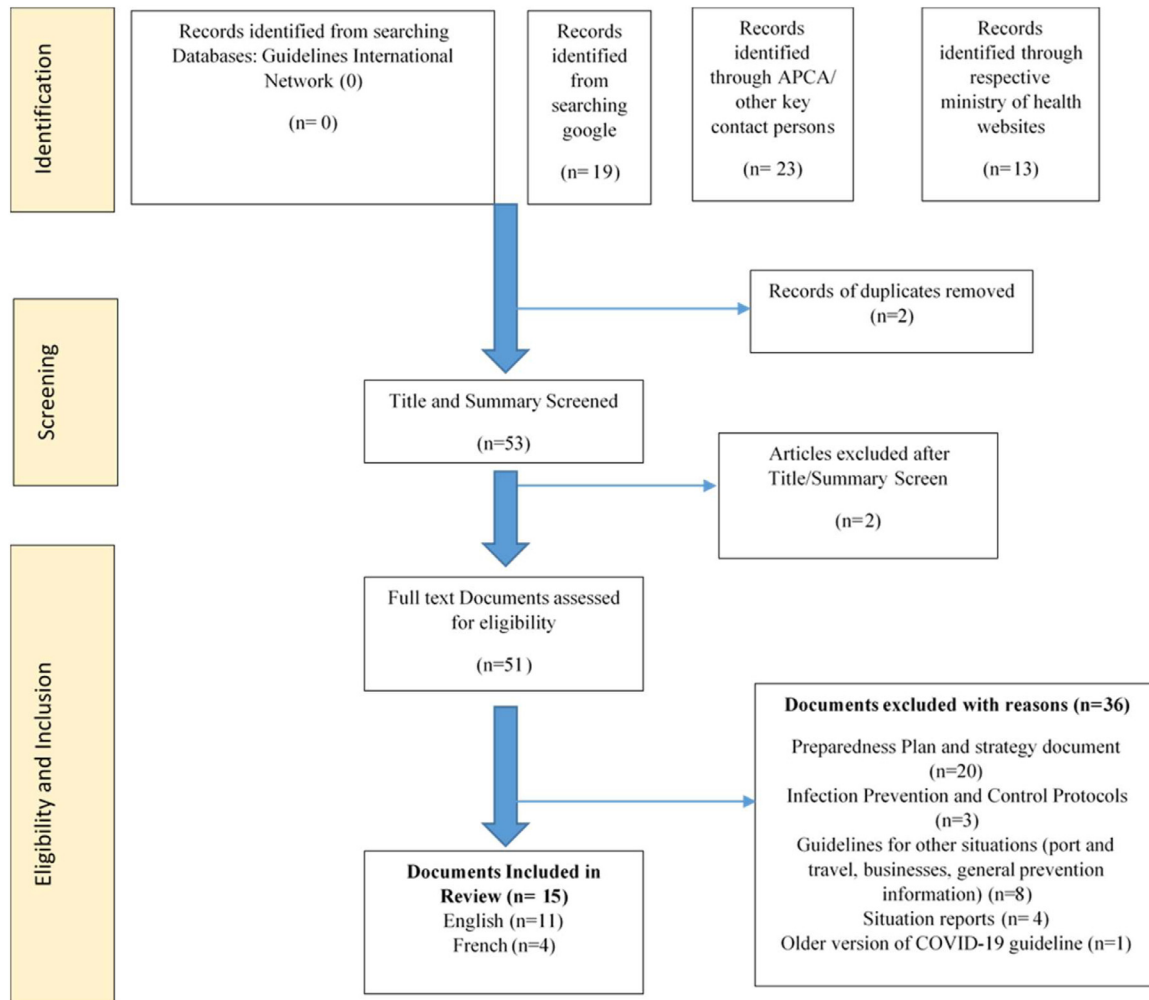 Identification
Records identified from searching
Databases: Guidelines International
Network (0)
(n= 0)
Records
identified
from
searching
google
(n= 19)
Records
identified
through APCA/
other key
contact persons
(n= 23)
Records
identified through
respective
ministry of health
websites
(n=13)
Screening
Records of duplicates removed
(n=2)
Title and Summary Screened
(n=53)
Articles excluded after
Title/Summary Screen
(n=2)
Eligibility and Inclusion
Full text Documents assessed
for eligibility
(n=51)
Documents excluded with reasons (n=36)
Preparedness Plan and strategy document
(n=20)
Infection Prevention and Control Protocols
(n=3)
Guidelines for other situations (port and
travel, businesses, general prevention
information) (n=8)
Situation reports (n= 4)
Older version of COVID-19 guideline (n=1)
Documents Included in
Review (n= 15)
English (n=11)
French (n=4)